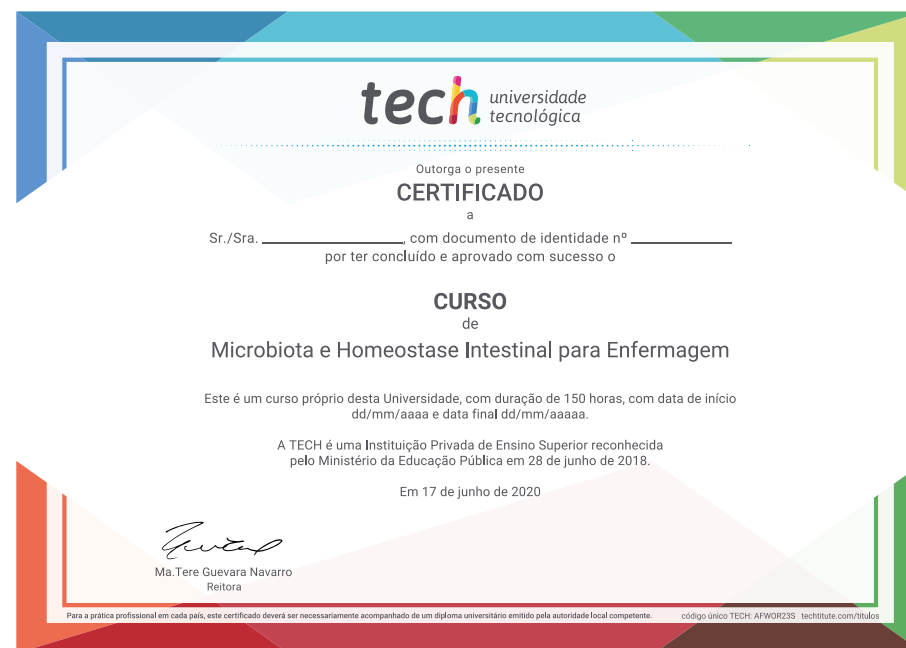 tech universidade
tecnológica
Outorga o presente
CERTIFICADO
a
Sr./Sra. ________________, com documento de identidade nº ____________
por ter concluído e aprovado com sucesso o
CURSO
de
Microbiota e Homeostase Intestinal para Enfermagem
Este é um curso próprio desta Universidade, com duração de 150 horas, com data de início
dd/mm/aaaa e data final dd/mm/aaaaa.
A TECH é uma Instituição Privada de Ensino Superior reconhecida
pelo Ministério da Educação Pública em 28 de junho de 2018.
Em 17 de junho de 2020
Ma.Tere Guevara Navarro
Reitora
Para a prática profissional em cada país, este certificado deverá ser necessariamente acompanhado de um diploma universitário emitido pela autoridade local competente. código único TECH: AFWOR23S techtitute.com/títulos